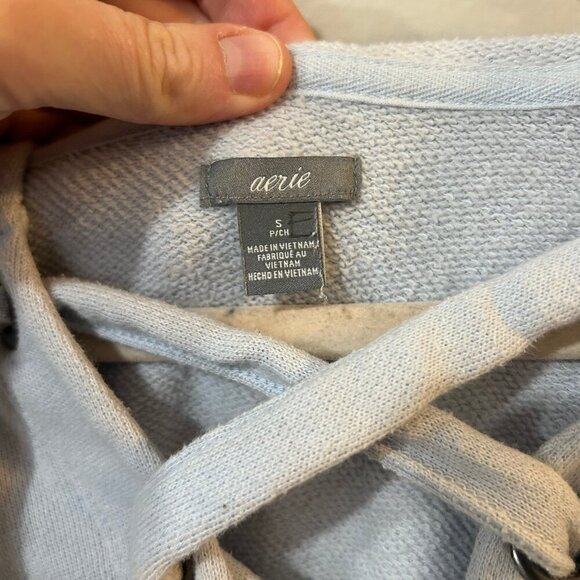 aerie
S
P/CH
MADE IN VIETNAM/
FABRIQUÉ AU
VIETNAM
HECHO EN VIETNAM